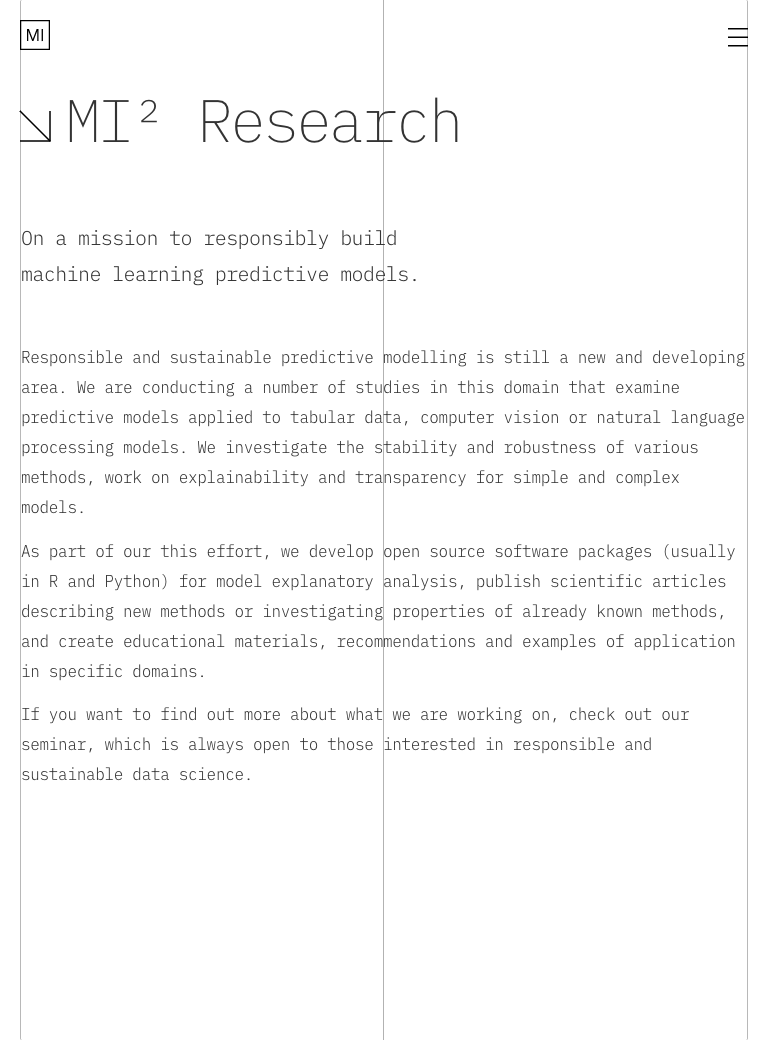 MI
MI² Research
On a mission to responsibly build
machine learning predictive models.
Responsible and sustainable predictive modelling is still a new and developing
area. We are conducting a number of studies in this domain that examine
predictive models applied to tabular data, computer vision or natural language
processing models. We investigate the stability and robustness of various
methods, work on explainability and transparency for simple and complex
models.
As part of our this effort, we develop open source software packages (usually
in R and Python) for model explanatory analysis, publish scientific articles
describing new methods or investigating properties of already known methods,
and create educational materials, recommendations and examples of application
in specific domains.
If you want to find out more about what we are working on, check out our
seminar, which is always open to those interested in responsible and
sustainable data science.